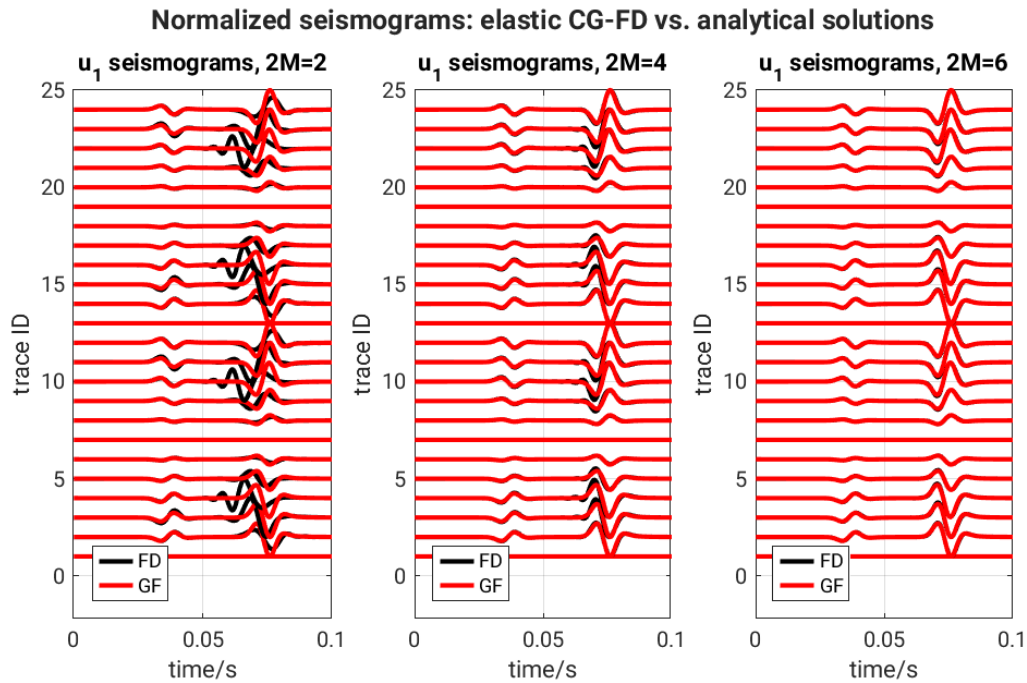 Normalized seismograms: elastic CG-FD vs. analytical solutions
u1 seismograms, 2M=2
25
20
15
10
5
0
trace ID
FD
GF
0
0.05
0.1
time/s
u1 seismograms, 2M=4
25
20
15
10
5
0
trace ID
FD
GF
0
0.05
0.1
time/s
u1 seismograms, 2M=6
25
20
15
10
5
0
trace ID
FD
GF
0
0.05
0.1
time/s